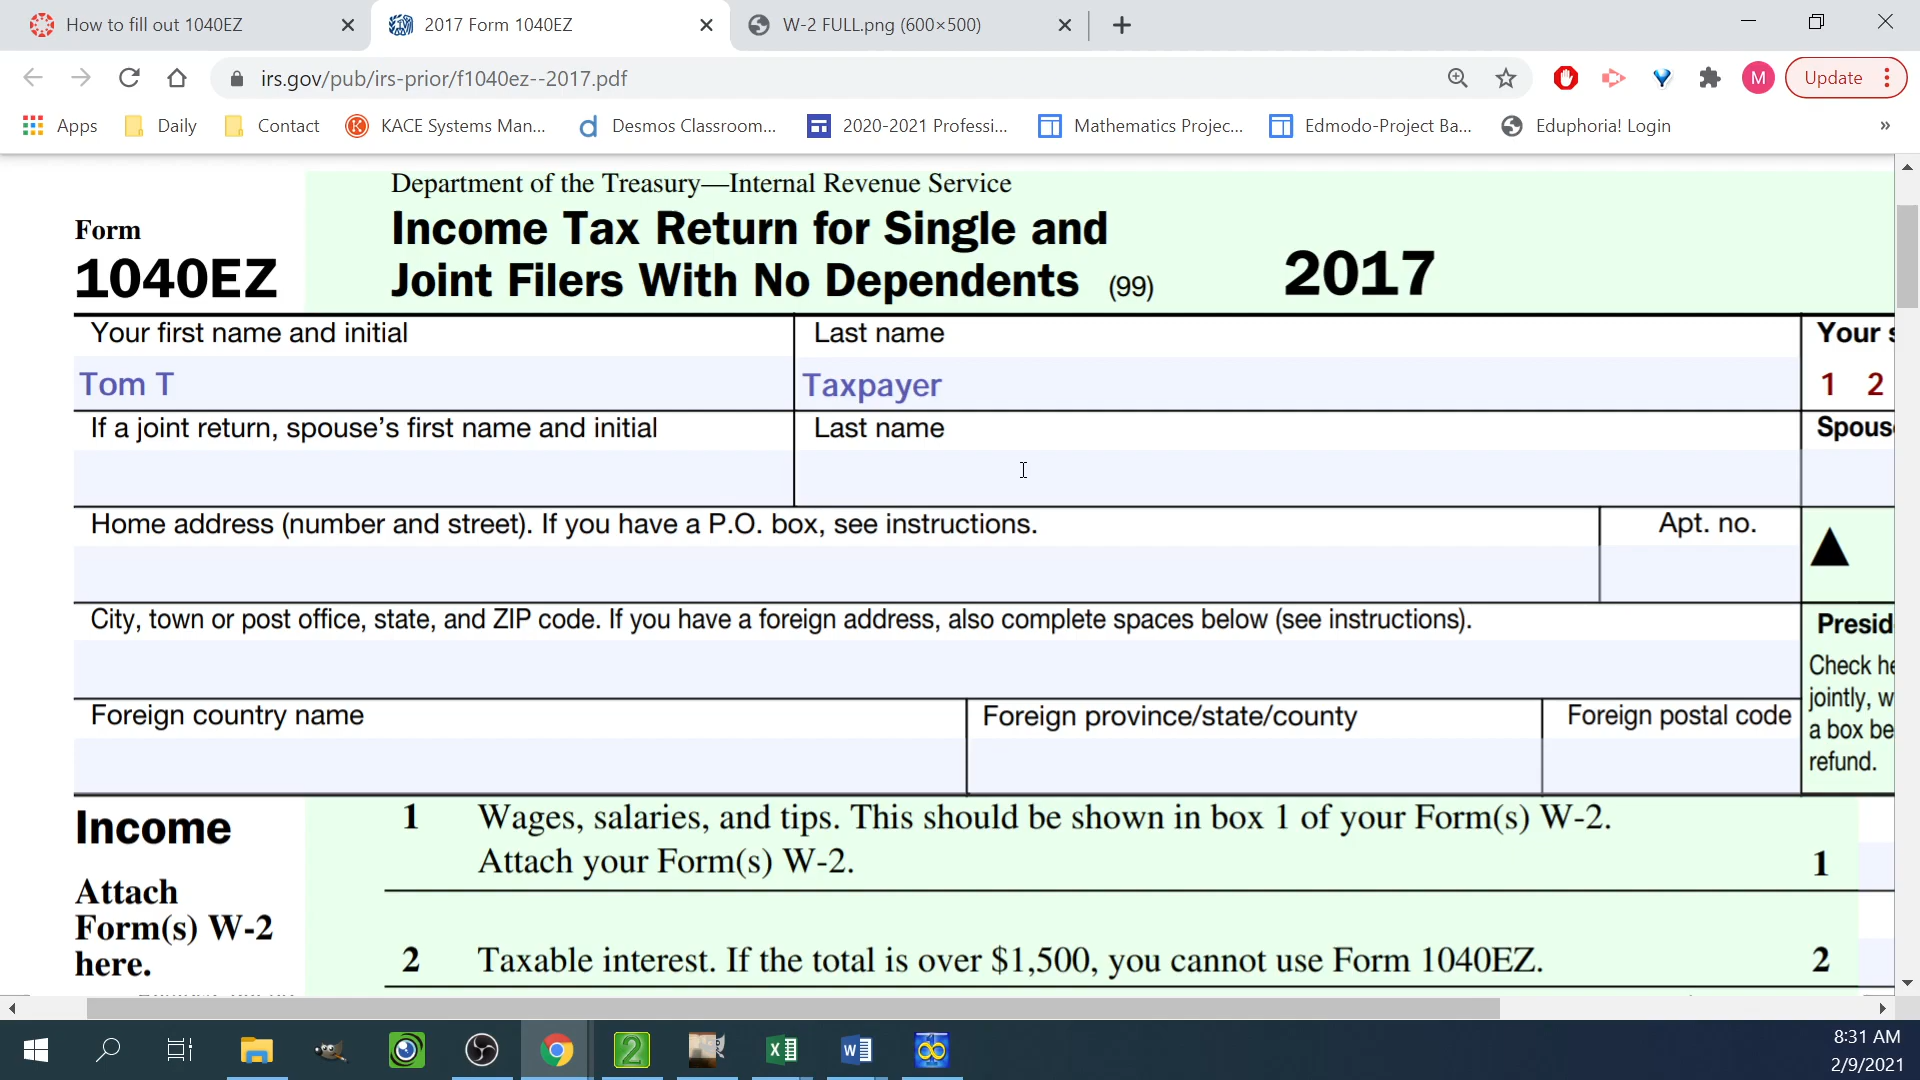 How to fill out 1040EZ
2017 Form 1040EZ
W-2 FULL.png (600×500)
irs.gov/pub/irs-prior/f1040ez--2017.pdf
M
Update
Apps
Daily
Contact
KACE Systems Man...
Desmos Classroom...
2020-2021 Professi...
Mathematics Projec...
Edmodo-Project Ba...
Eduphoria! Login
»
Department of the Treasury—Internal Revenue Service
Form
1040EZ
Income Tax Return for Single and
Joint Filers With No Dependents (99)
2017
Your first name and initial
Last name
Your s
Tom T
Taxpayer
1 2
If a joint return, spouse's first name and initial
Last name
Spouse
Home address (number and street). If you have a P.O. box, see instructions.
Apt. no.
City, town or post office, state, and ZIP code. If you have a foreign address, also complete spaces below (see instructions).
Presid
Check he
jointly, w
a box be
refund.
Foreign country name
Foreign province/state/county
Foreign postal code
Income
1 Wages, salaries, and tips. This should be shown in box 1 of your Form(s) W-2.
Attach your Form(s) W-2. 1
Attach
Form(s) W-2
here.
2 Taxable interest. If the total is over $1,500, you cannot use Form 1040EZ. 2
8:31 AM
2/9/2021